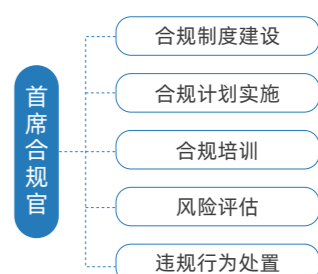 首席合规官
合规制度建设
合规计划实施
合规培训
风险评估
违规行为处置